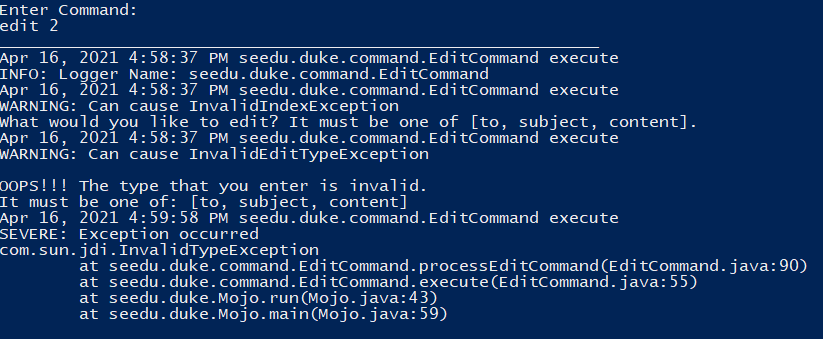 Enter Command:
edit 2
____________________________________________________________
Apr 16, 2021 4:58:37 PM seedu.duke.command.EditCommand execute
INFO: Logger Name: seedu.duke.command.EditCommand
Apr 16, 2021 4:58:37 PM seedu.duke.command.EditCommand execute
WARNING: Can cause InvalidIndexException
What would you like to edit? It must be one of [to, subject, content].
Apr 16, 2021 4:58:37 PM seedu.duke.command.EditCommand execute
WARNING: Can cause InvalidEditTypeException

OOPS!!! The type that you enter is invalid.
It must be one of: [to, subject, content]
Apr 16, 2021 4:59:58 PM seedu.duke.command.EditCommand execute
SEVERE: Exception occurred
com.sun.jdi.InvalidTypeException
        at seedu.duke.command.EditCommand.processEditCommand(EditCommand.java:90)
        at seedu.duke.command.EditCommand.execute(EditCommand.java:55)
        at seedu.duke.Mojo.run(Mojo.java:43)
        at seedu.duke.Mojo.main(Mojo.java:59)